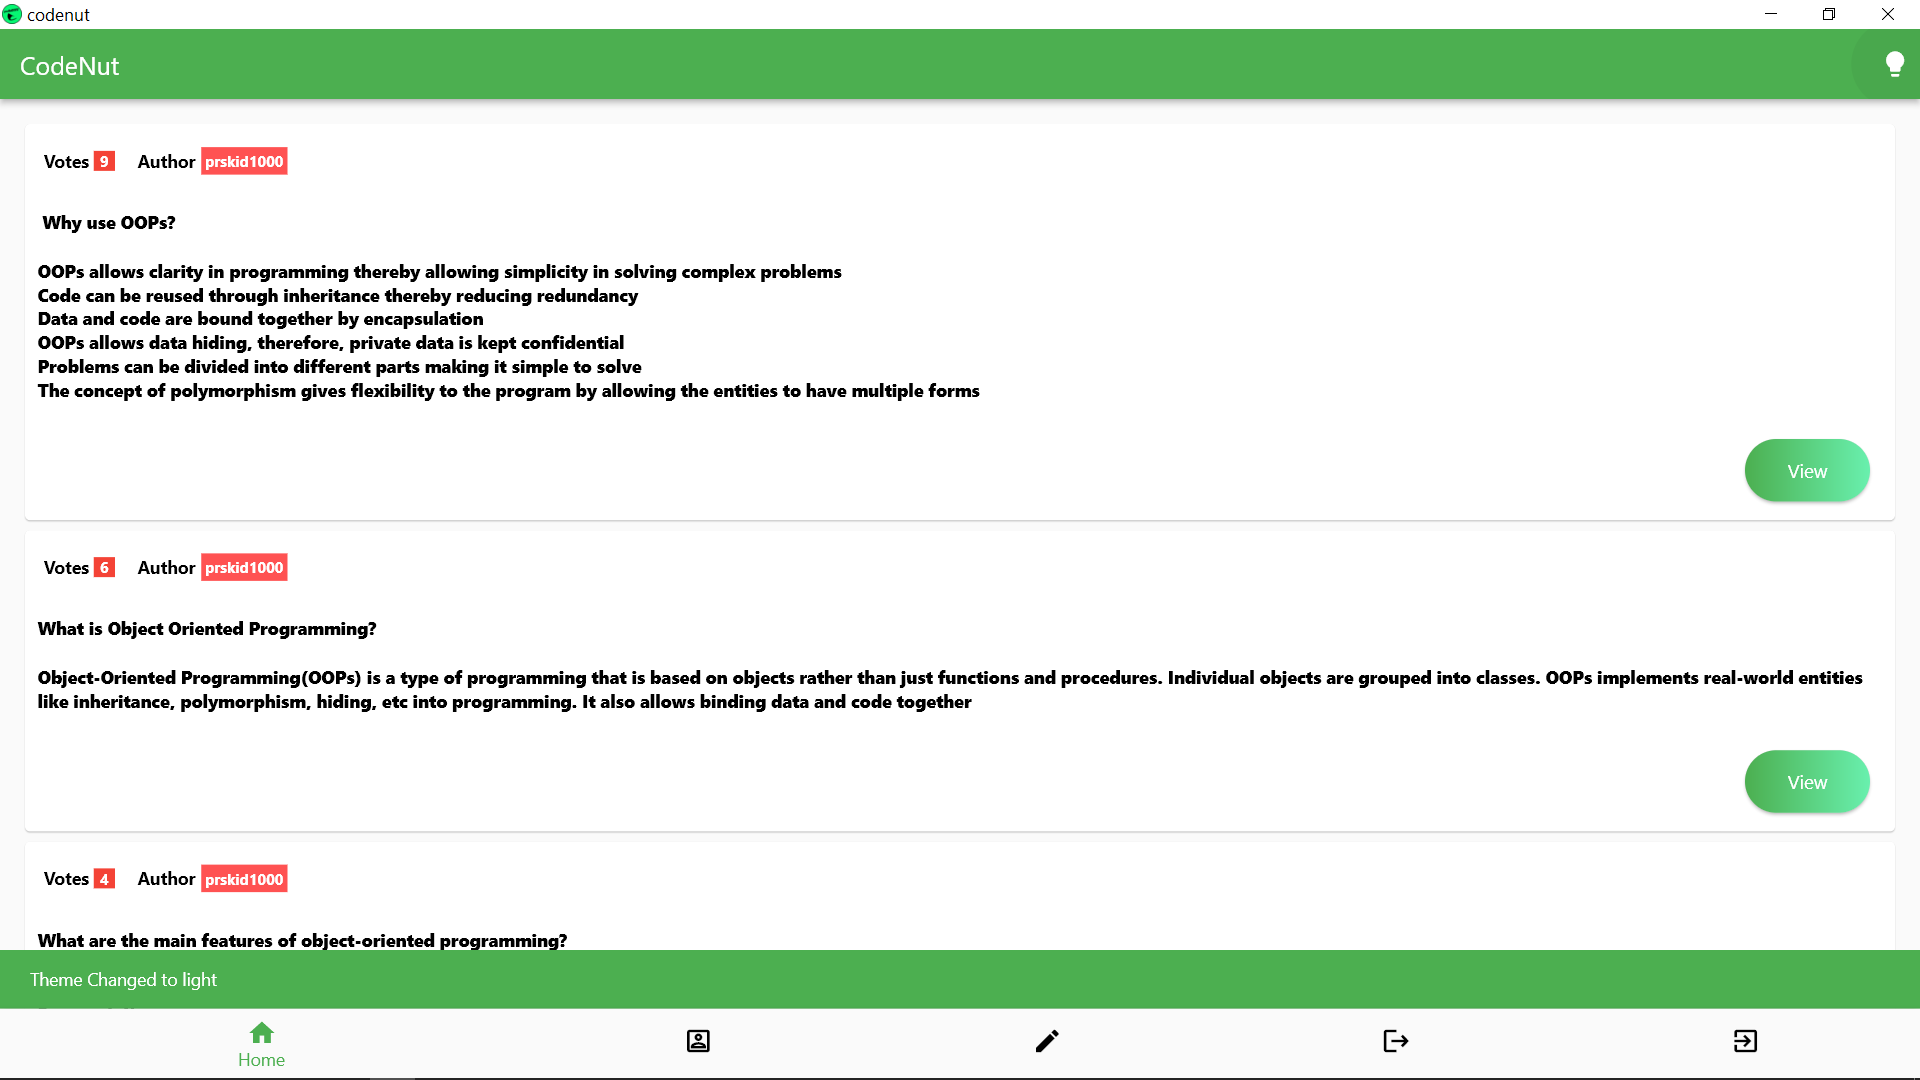 codenut
CodeNut
Votes 9 Author prskid1000
Why use OOPs?
OOPs allows clarity in programming thereby allowing simplicity in solving complex problems
Code can be reused through inheritance thereby reducing redundancy
Data and code are bound together by encapsulation
OOPs allows data hiding, therefore, private data is kept confidential
Problems can be divided into different parts making it simple to solve
The concept of polymorphism gives flexibility to the program by allowing the entities to have multiple forms
View
Votes 6 Author prskid1000
What is Object Oriented Programming?
Object-Oriented Programming(OOPs) is a type of programming that is based on objects rather than just functions and procedures. Individual objects are grouped into classes. OOPs implements real-world entities
like inheritance, polymorphism, hiding, etc into programming. It also allows binding data and code together
View
Votes 4 Author prskid1000
What are the main features of object-oriented programming?
Theme Changed to light
Home